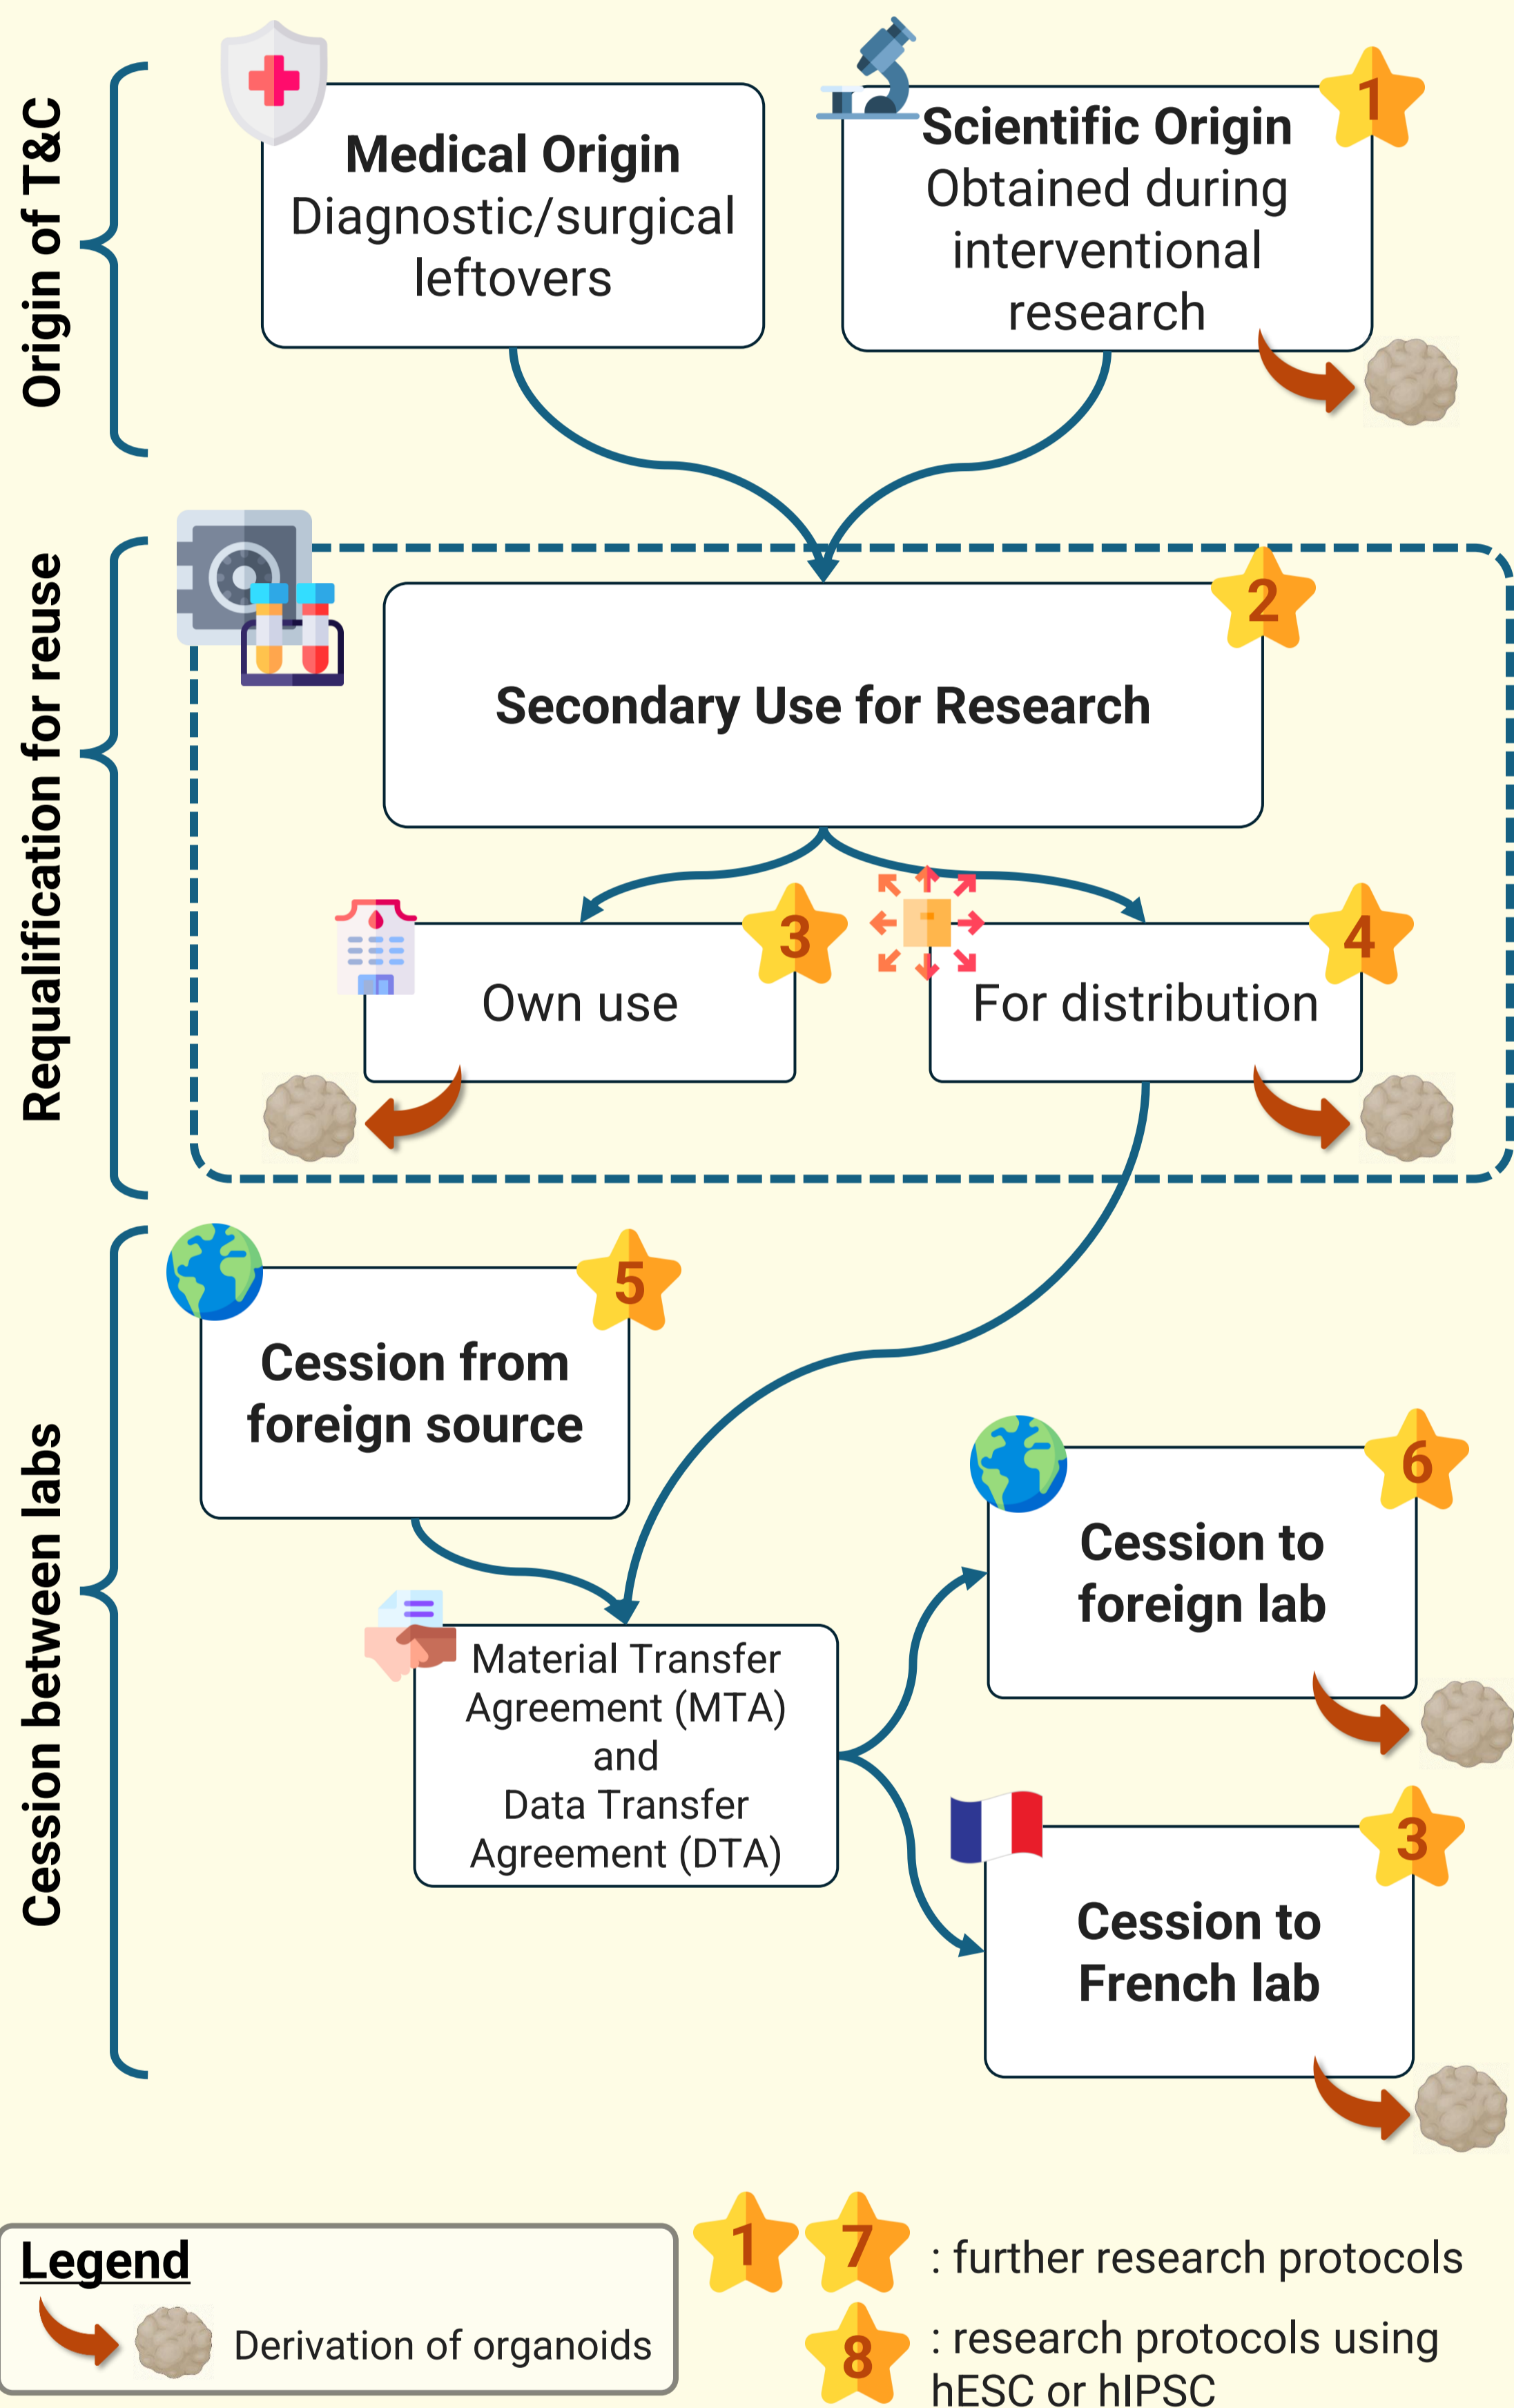 Origin of T&C
Medical Origin
Diagnostic/surgical
leftovers
1
Scientific Origin
Obtained during
interventional
research
Requalification for reuse
2
Secondary Use for Research
3
Own use
4
For distribution
Cession between labs
5
Cession from
foreign source
Material Transfer
Agreement (MTA)
and
Data Transfer
Agreement (DTA)
6
Cession to
foreign lab
3
Cession to
French lab
Legend
Derivation of organoids
1 7 : further research protocols
8 : research protocols using
hESC or hIPSC